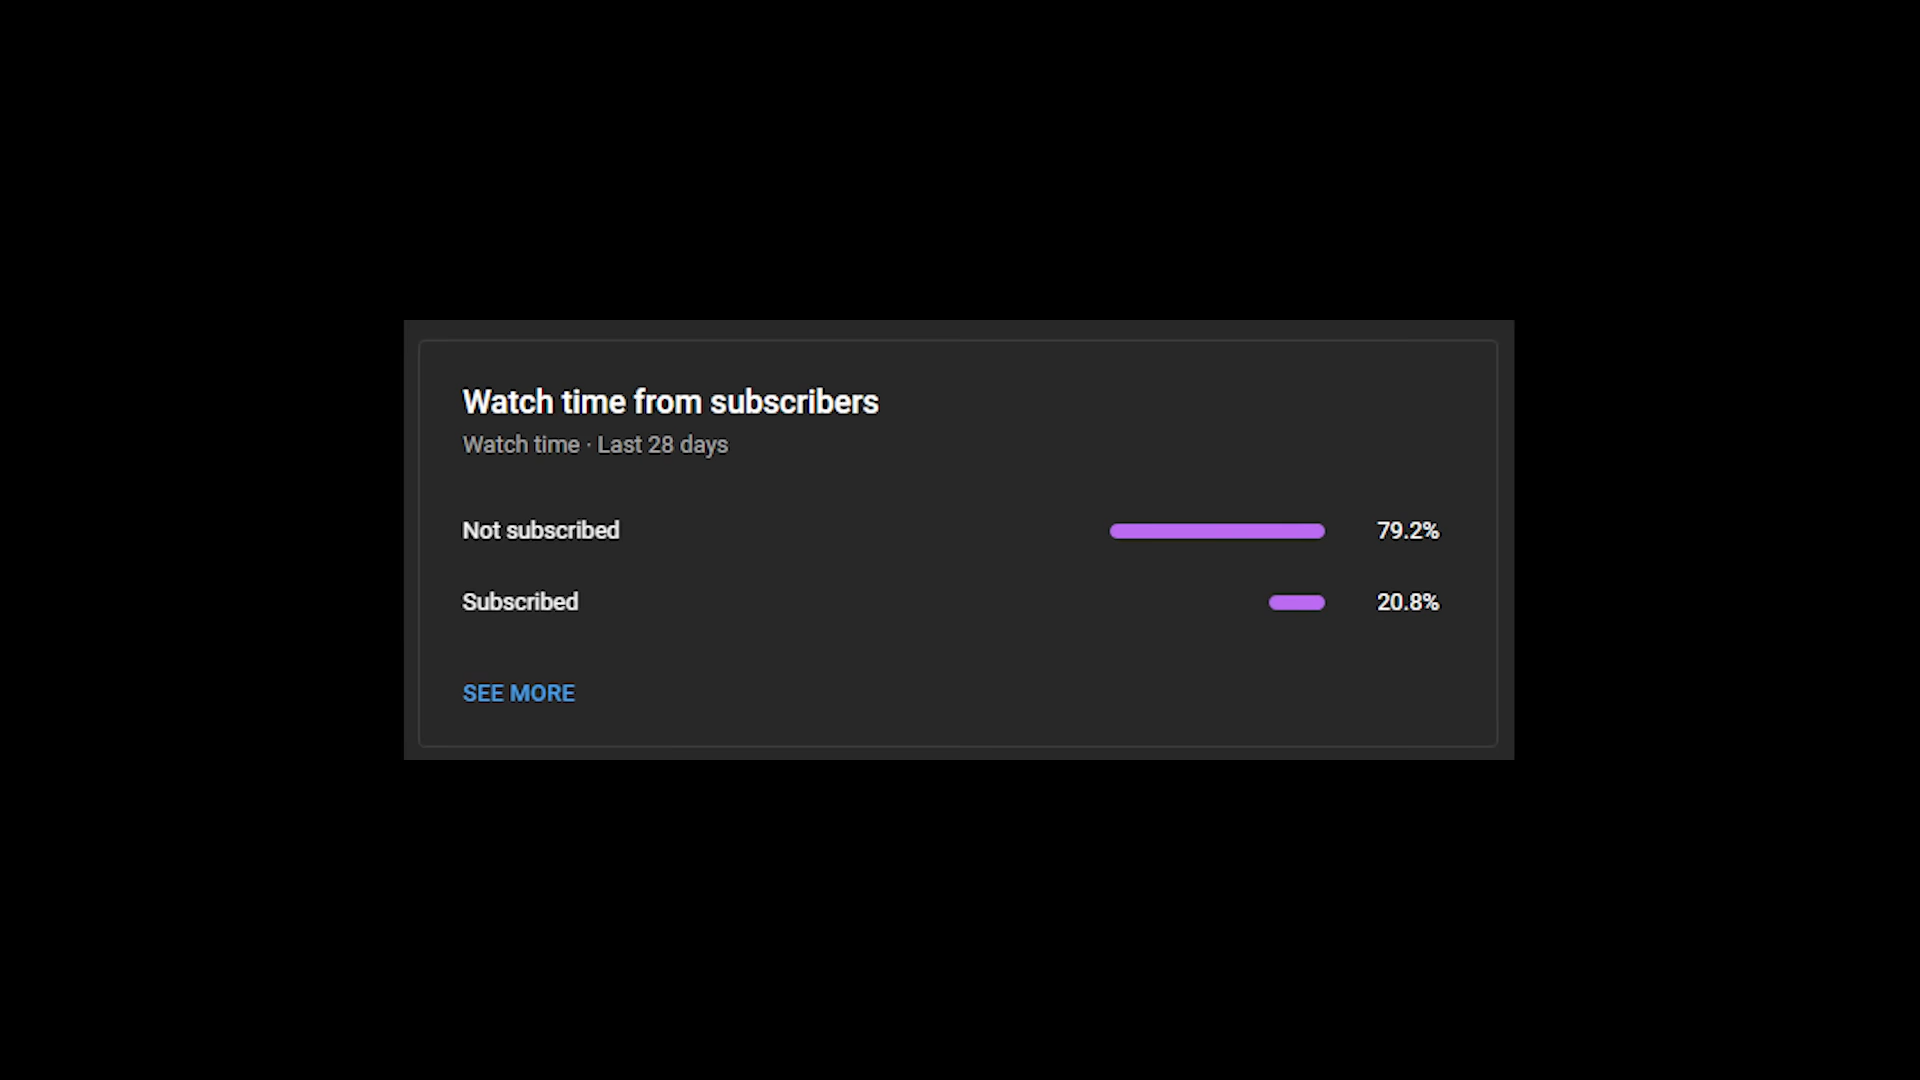 Watch time from subscribers
Watch time · Last 28 days
Not subscribed 79.2%
Subscribed 20.8%
SEE MORE